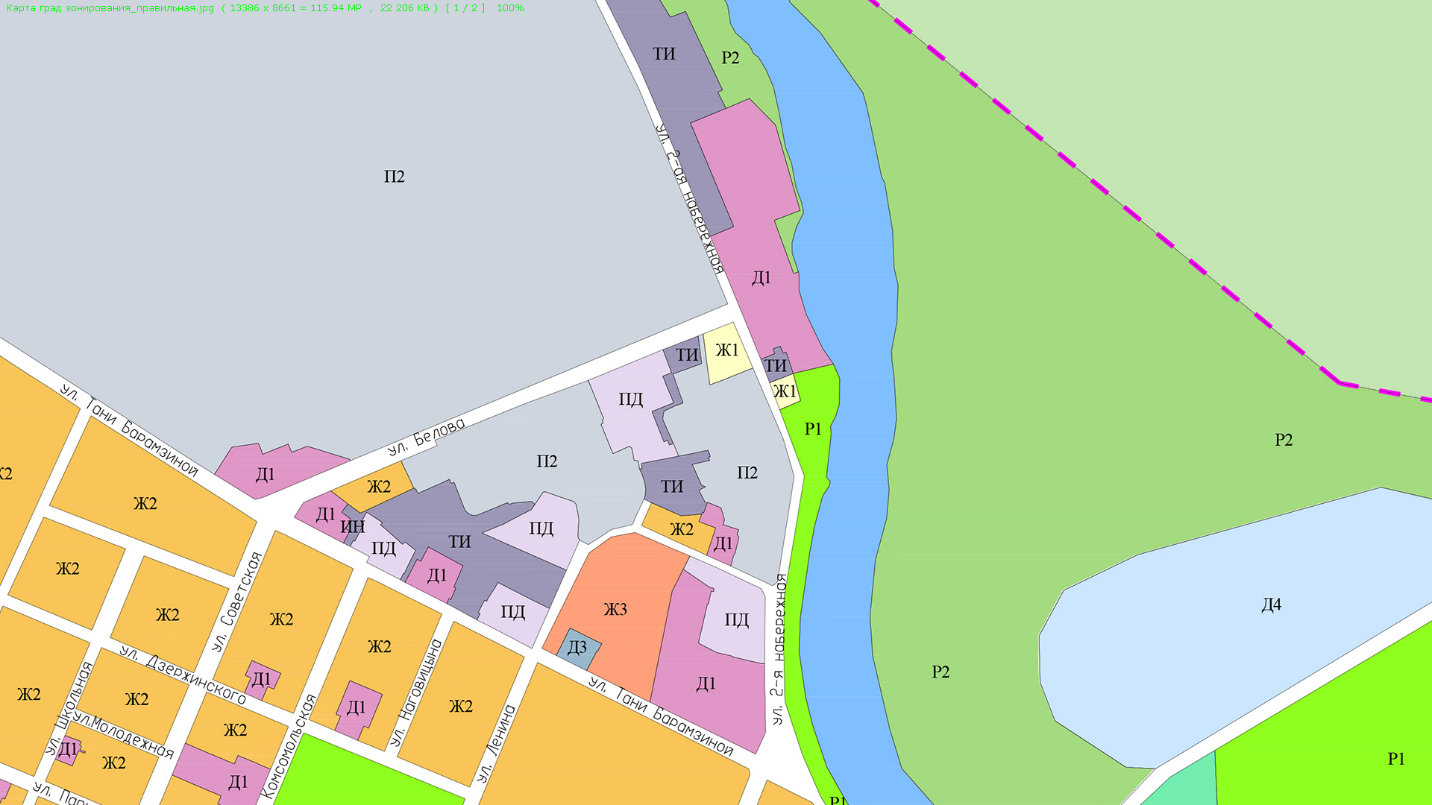 Карта град зонирования_правильная.jpg ( 13386 x 8661 = 115.94 MP , 22 206 KB ) [ 1 / 2 ] 100%
ТИ
Р2
П2
ул. 2-ая набережная
Д1
Ж1
ТИ
ТИ
Ж1
ул. Тани Барамзиной
ПД
ул. Белова
Р1
Р2
П2
Д1
П2
Ж2
Ж2
ТИ
Ж2
Д1
ИН
ПД
Ж2
Д1
ТИ
ПД
Ж2
Д1
ул. Советская
Ж2
Ж2
ПД
Ж3
ПД
Д4
ул. 2-я набережная
Ж2
Д3
ул. Дзержинского
Д1
Д1
Р2
Ж2
Ж2
Д1
Ж2
ул. Наговицына
ул. Школьная
ул. Тани Барамзиной
ул.Молодежная
Ж2
ул. Ленина
Д1
Ж2
Комсомольская
Д1
Р1
Р1